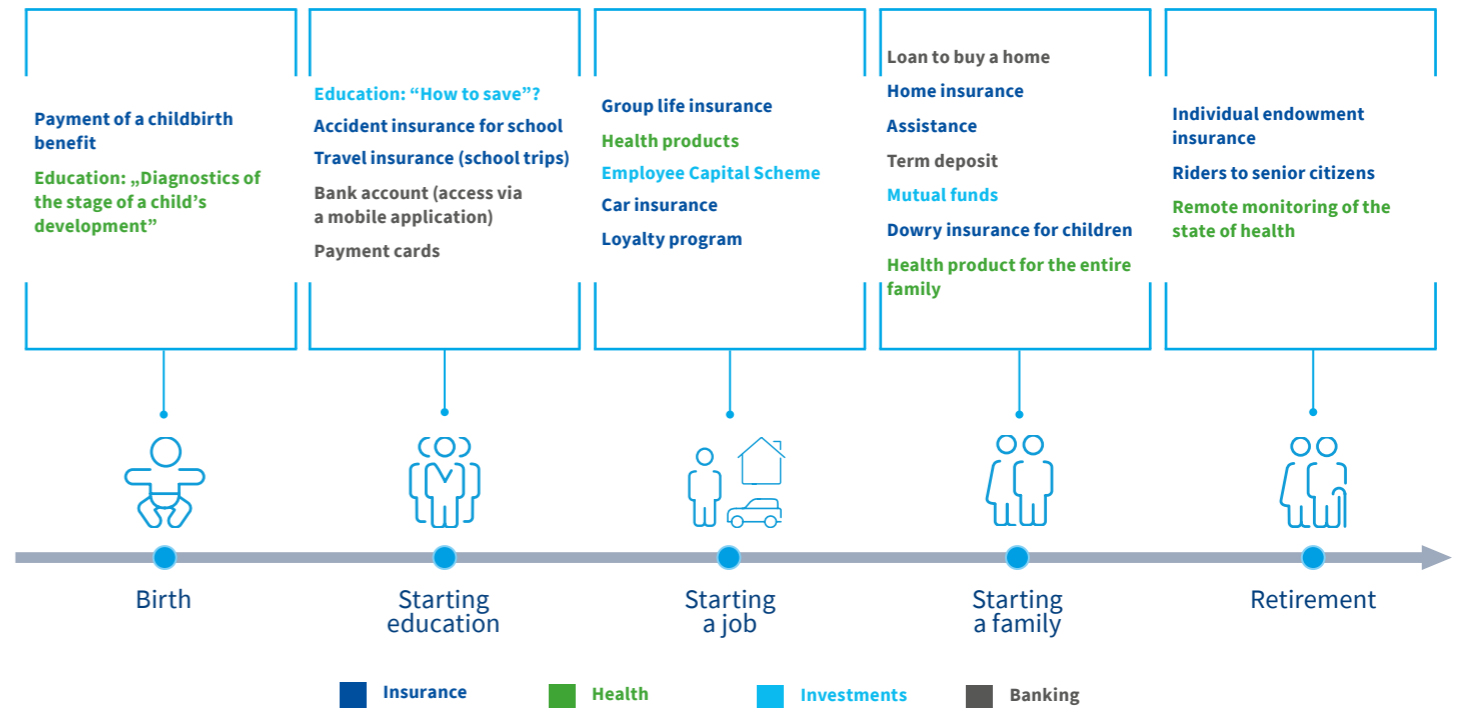 Payment of a childbirth
benefit
Education: „Diagnostics of
the stage of a child's
development”
Education: “How to save”?
Accident insurance for school
Travel insurance (school trips)
Bank account (access via
a mobile application)
Payment cards
Group life insurance
Health products
Employee Capital Scheme
Car insurance
Loyalty program
Loan to buy a home
Home insurance
Assistance
Term deposit
Mutual funds
Dowry insurance for children
Health product for the entire
family
Individual endowment
insurance
Riders to senior citizens
Remote monitoring of the
state of health
Birth
Starting
education
Starting
a job
Starting
a family
Retirement
Insurance
Health
Investments
Banking